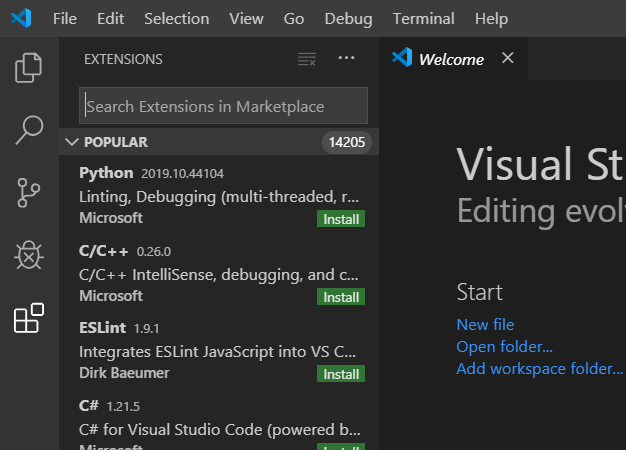 File Edit Selection View Go Debug Terminal Help
EXTENSIONS
Search Extensions in Marketplace
POPULAR 14205
Python 2019.10.44104
Linting, Debugging (multi-threaded, r...
Microsoft Install
C/C++ 0.26.0
C/C++ IntelliSense, debugging, and c...
Microsoft Install
ESLint 1.9.1
Integrates ESLint JavaScript into VS C...
Dirk Baeumer Install
C# 1.21.5
C# for Visual Studio Code (powered b...
Microsoft Install
Welcome
Visual St
Editing evolv
Start
New file
Open folder...
Add workspace folder...